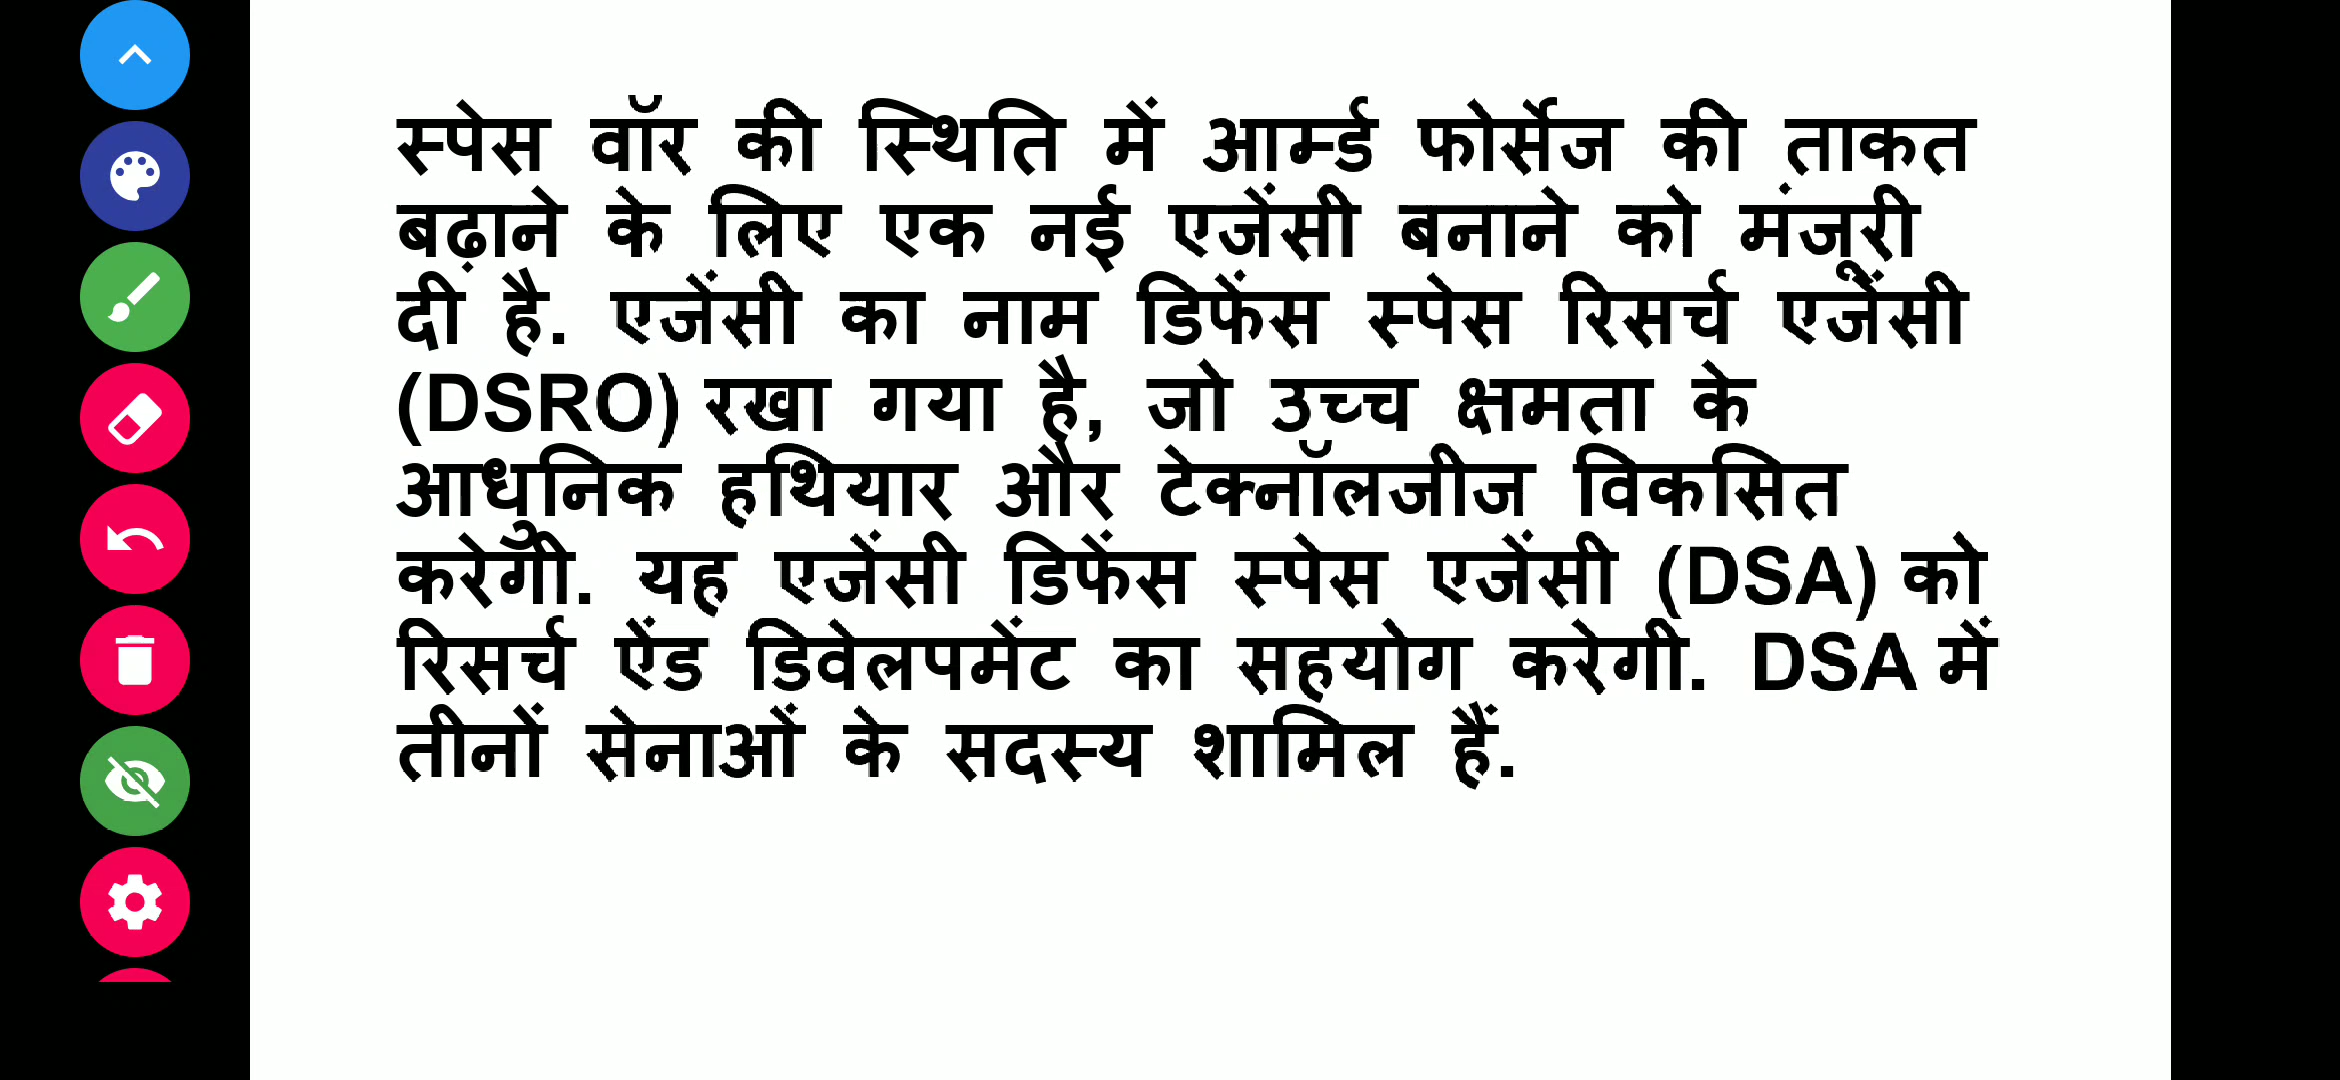 स्पेस वॉर की स्थिति में आर्म्ड फोर्सेज की ताकत
बढ़ाने के लिए एक नई एजेंसी बनाने को मंजूरी
दी है. एजेंसी का नाम डिफेंस स्पेस रिसर्च एजेंसी
(DSRO) रखा गया है, जो उच्च क्षमता के
आधुनिक हथियार और टेक्नॉलजीज विकसित
करेगी. यह एजेंसी डिफेंस स्पेस एजेंसी (DSA) को
रिसर्च ऐंड डिवेलपमेंट का सहयोग करेगी. DSA में
तीनों सेनाओं के सदस्य शामिल हैं.